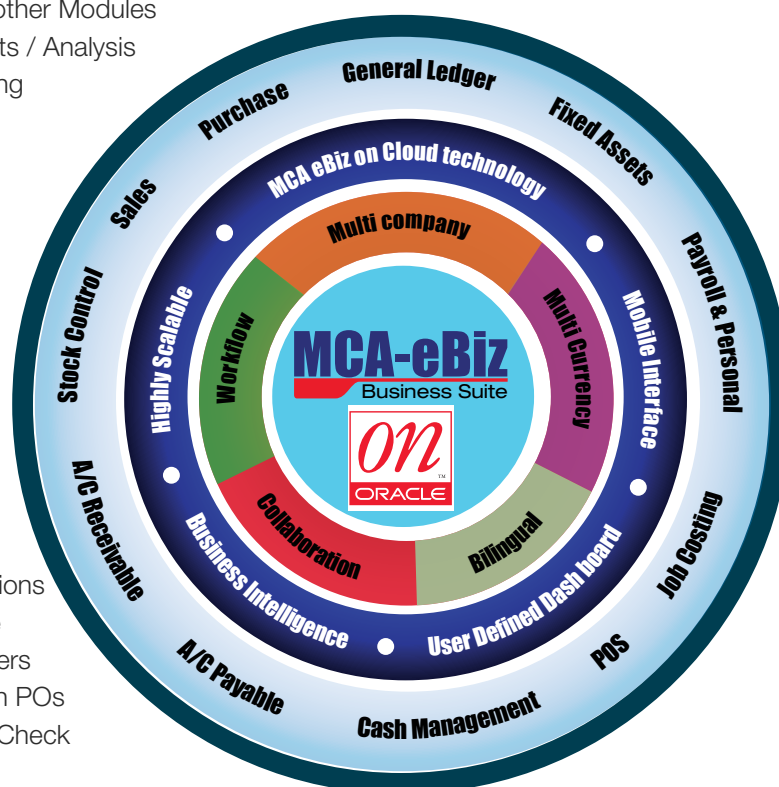 other Modules
ts / Analysis
ng
General Ledger
Fixed Assets
Payroll & Personal
Job Costing
POS
Cash Management
A/C Payable
A/C Receivable
Stock Control
Sales
Purchase
MCA eBiz on Cloud technology
Mobile Interface
User Defined Dash board
Business Intelligence
Highly Scalable
Multi company
Multi Currency
Bilingual
Collaboration
Workflow
MCA-eBiz
Business Suite
on
™
ORACLE
tions
ers
n POs
Check